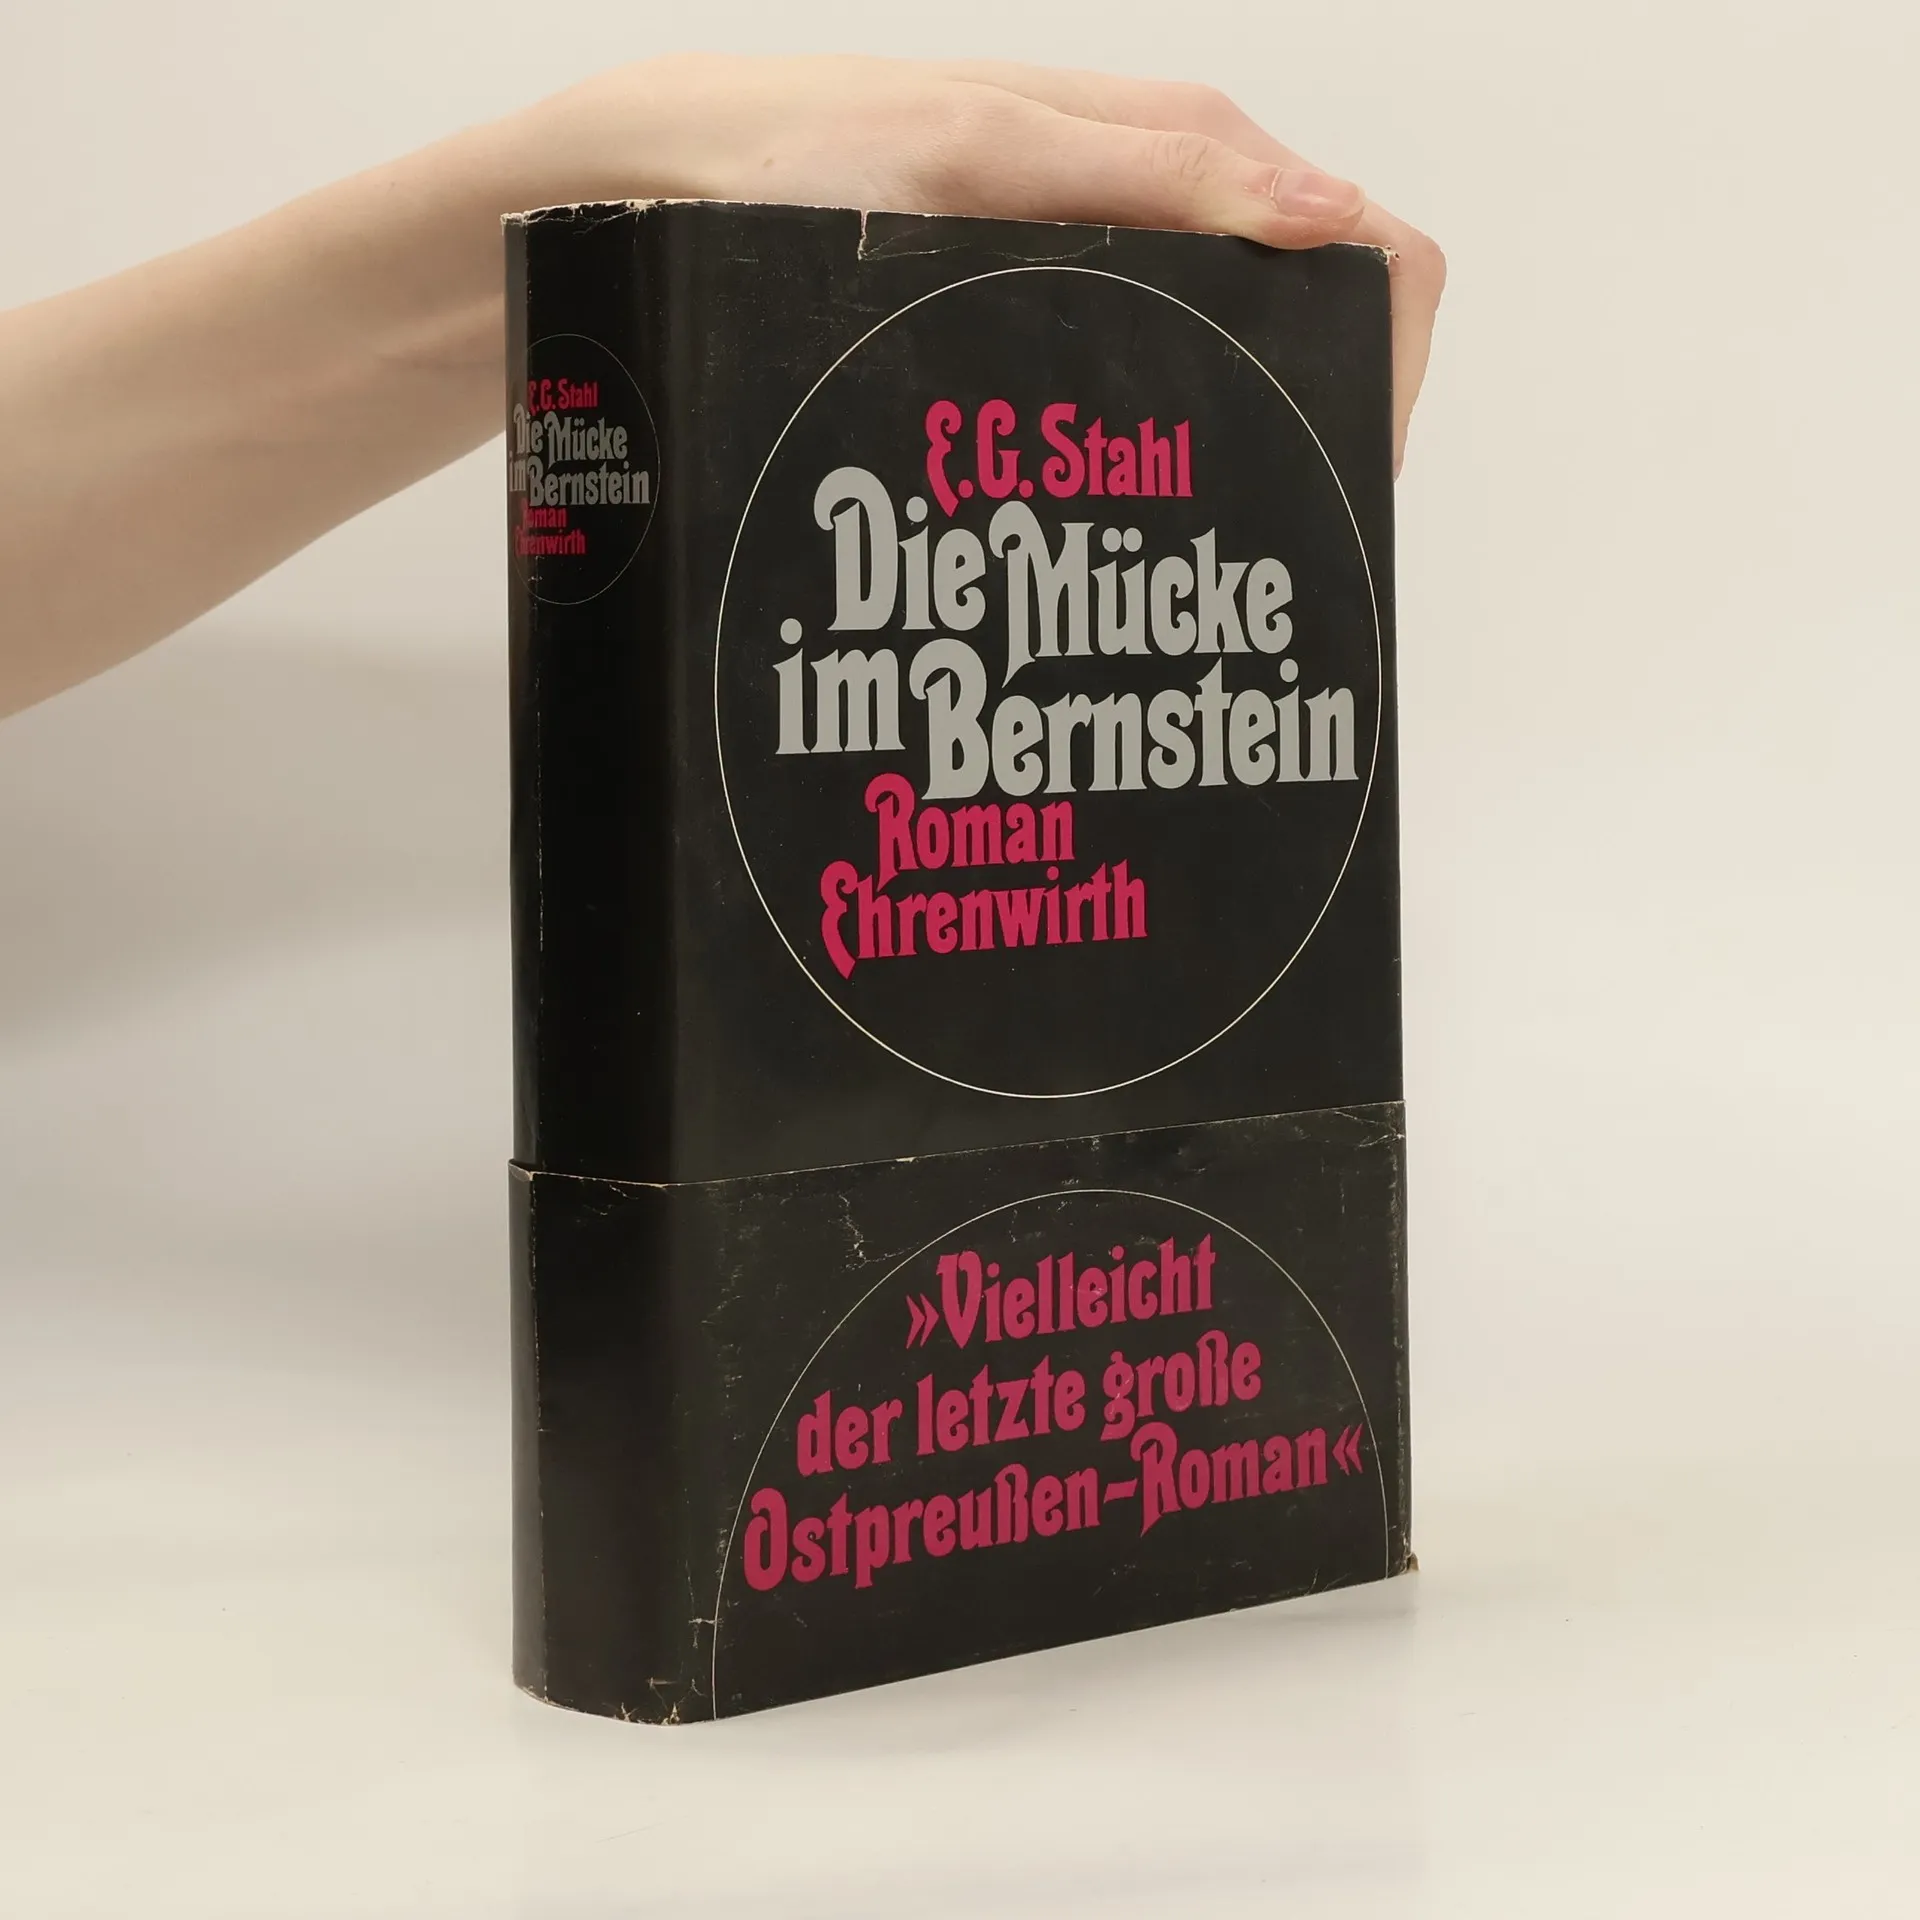 E.G. Stahl
Die Mücke
im Bernstein
Roman
Ehrenwirth
E.G. Stahl
Die Mücke
im Bernstein
Roman
Ehrenwirth
»Vielleicht
der letzte große
Ostpreußen-Roman«